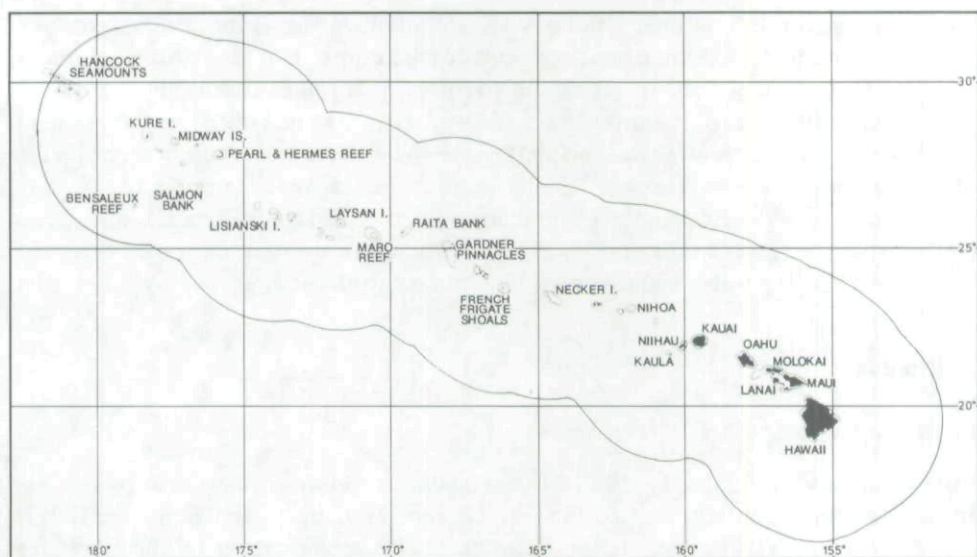 HANCOCK
SEAMOUNTS
30°
KURE I.
MIDWAY IS.
PEARL & HERMES REEF
BENSALEUX
REEF
SALMON
BANK
LISIANSKI I.
LAYSAN I.
MARO
REEF
RAITA BANK
25°
GARDNER
PINNACLES
FRENCH
FRIGATE
SHOALS
NECKER I.
NIHOA
NIIHAU
KAULA
KAUAI
OAHU
MOLOKAI
LANAI
MAUI
20°
HAWAII
180°
175°
170°
165°
160°
155°